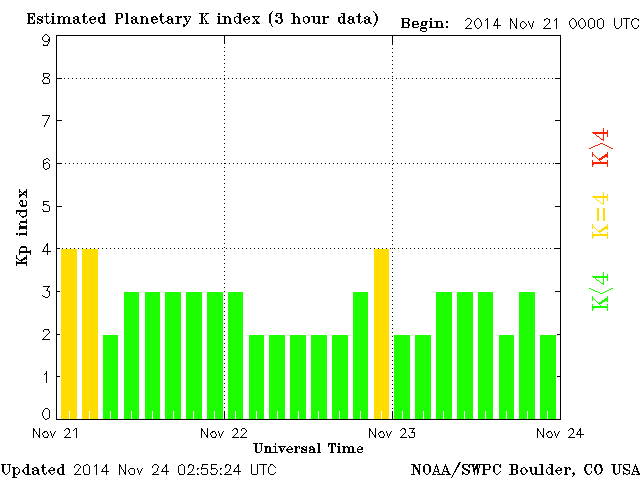 Estimated Planetary K index (3 hour data)
Begin: 2014 Nov 21 0000 UTC
9
8
7
6
5
4
3
2
1
0
Kp index
K>4
K=4
K<4
Nov 21
Nov 22
Nov 23
Nov 24
Universal Time
Updated 2014 Nov 24 02:55:24 UTC
NOAA/SWPC Boulder, CO USA